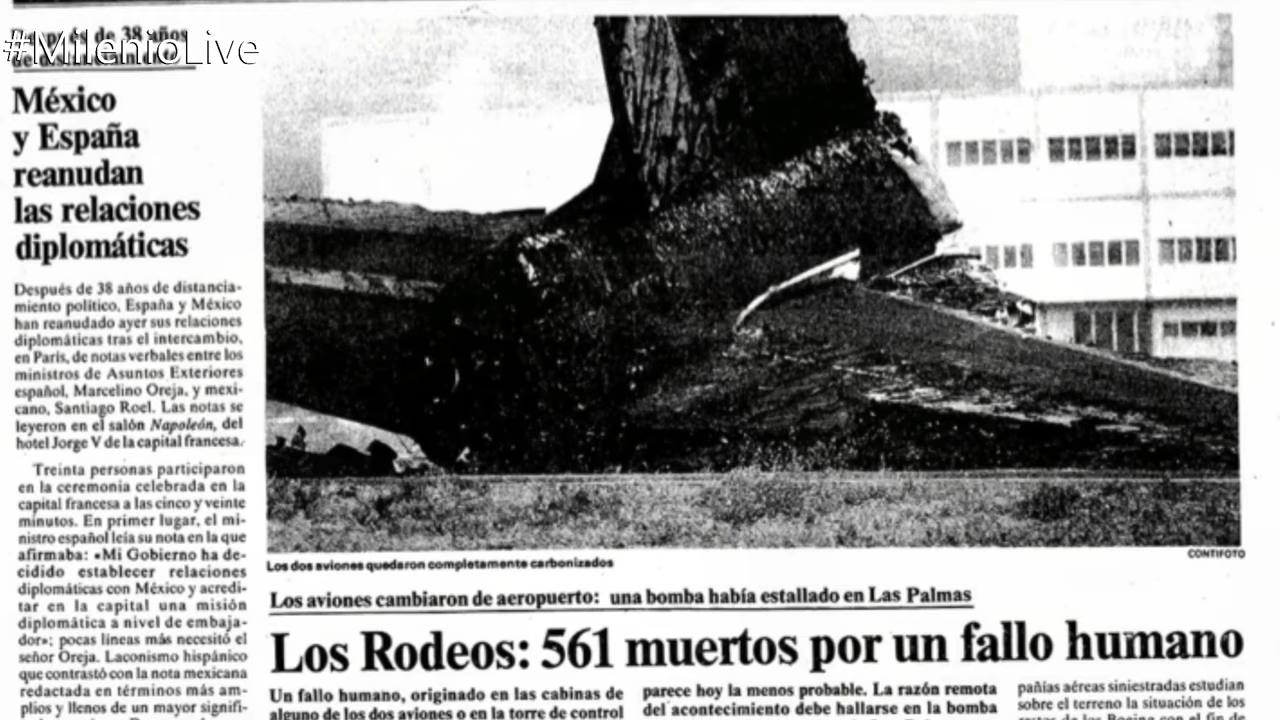 #MilenioLive
Después de 38 años
México
y España
reanudan
las relaciones
diplomáticas
Después de 38 años de distancia-
miento político, España y México
han reanudado ayer sus relaciones
diplomáticas tras el intercambio,
en París, de notas verbales entre los
ministros de Asuntos Exteriores
español, Marcelino Oreja, y mexi-
cano, Santiago Roel. Las notas se
leyeron en el salón Napoleón, del
hotel Jorge V de la capital francesa.
Treinta personas participaron
en la ceremonia celebrada en la
capital francesa a las cinco y veinte
minutos. En primer lugar, el mi-
nistro español leía su nota en la que
afirmaba: «Mi Gobierno ha de-
cidido establecer relaciones
diplomáticas con México y acredi-
tar en la capital una misión
diplomática a nivel de embaja-
dor»; pocas líneas más necesitó el
señor Oreja. Laconismo hispánico
que contrastó con la nota mexicana
redactada en términos más am-
plios y llenos de un mayor signifi-
CONTIFOTO
Los dos aviones quedaron completamente carbonizados
Los aviones cambiaron de aeropuerto: una bomba había estallado en Las Palmas
Los Rodeos: 561 muertos por un fallo humano
Un fallo humano, originado en las cabinas de
alguno de los dos aviones o en la torre de control
parece hoy la menos probable. La razón remota
del acontecimiento debe hallarse en la bomba
pañías aéreas siniestradas estudian
sobre el terreno la situación de los